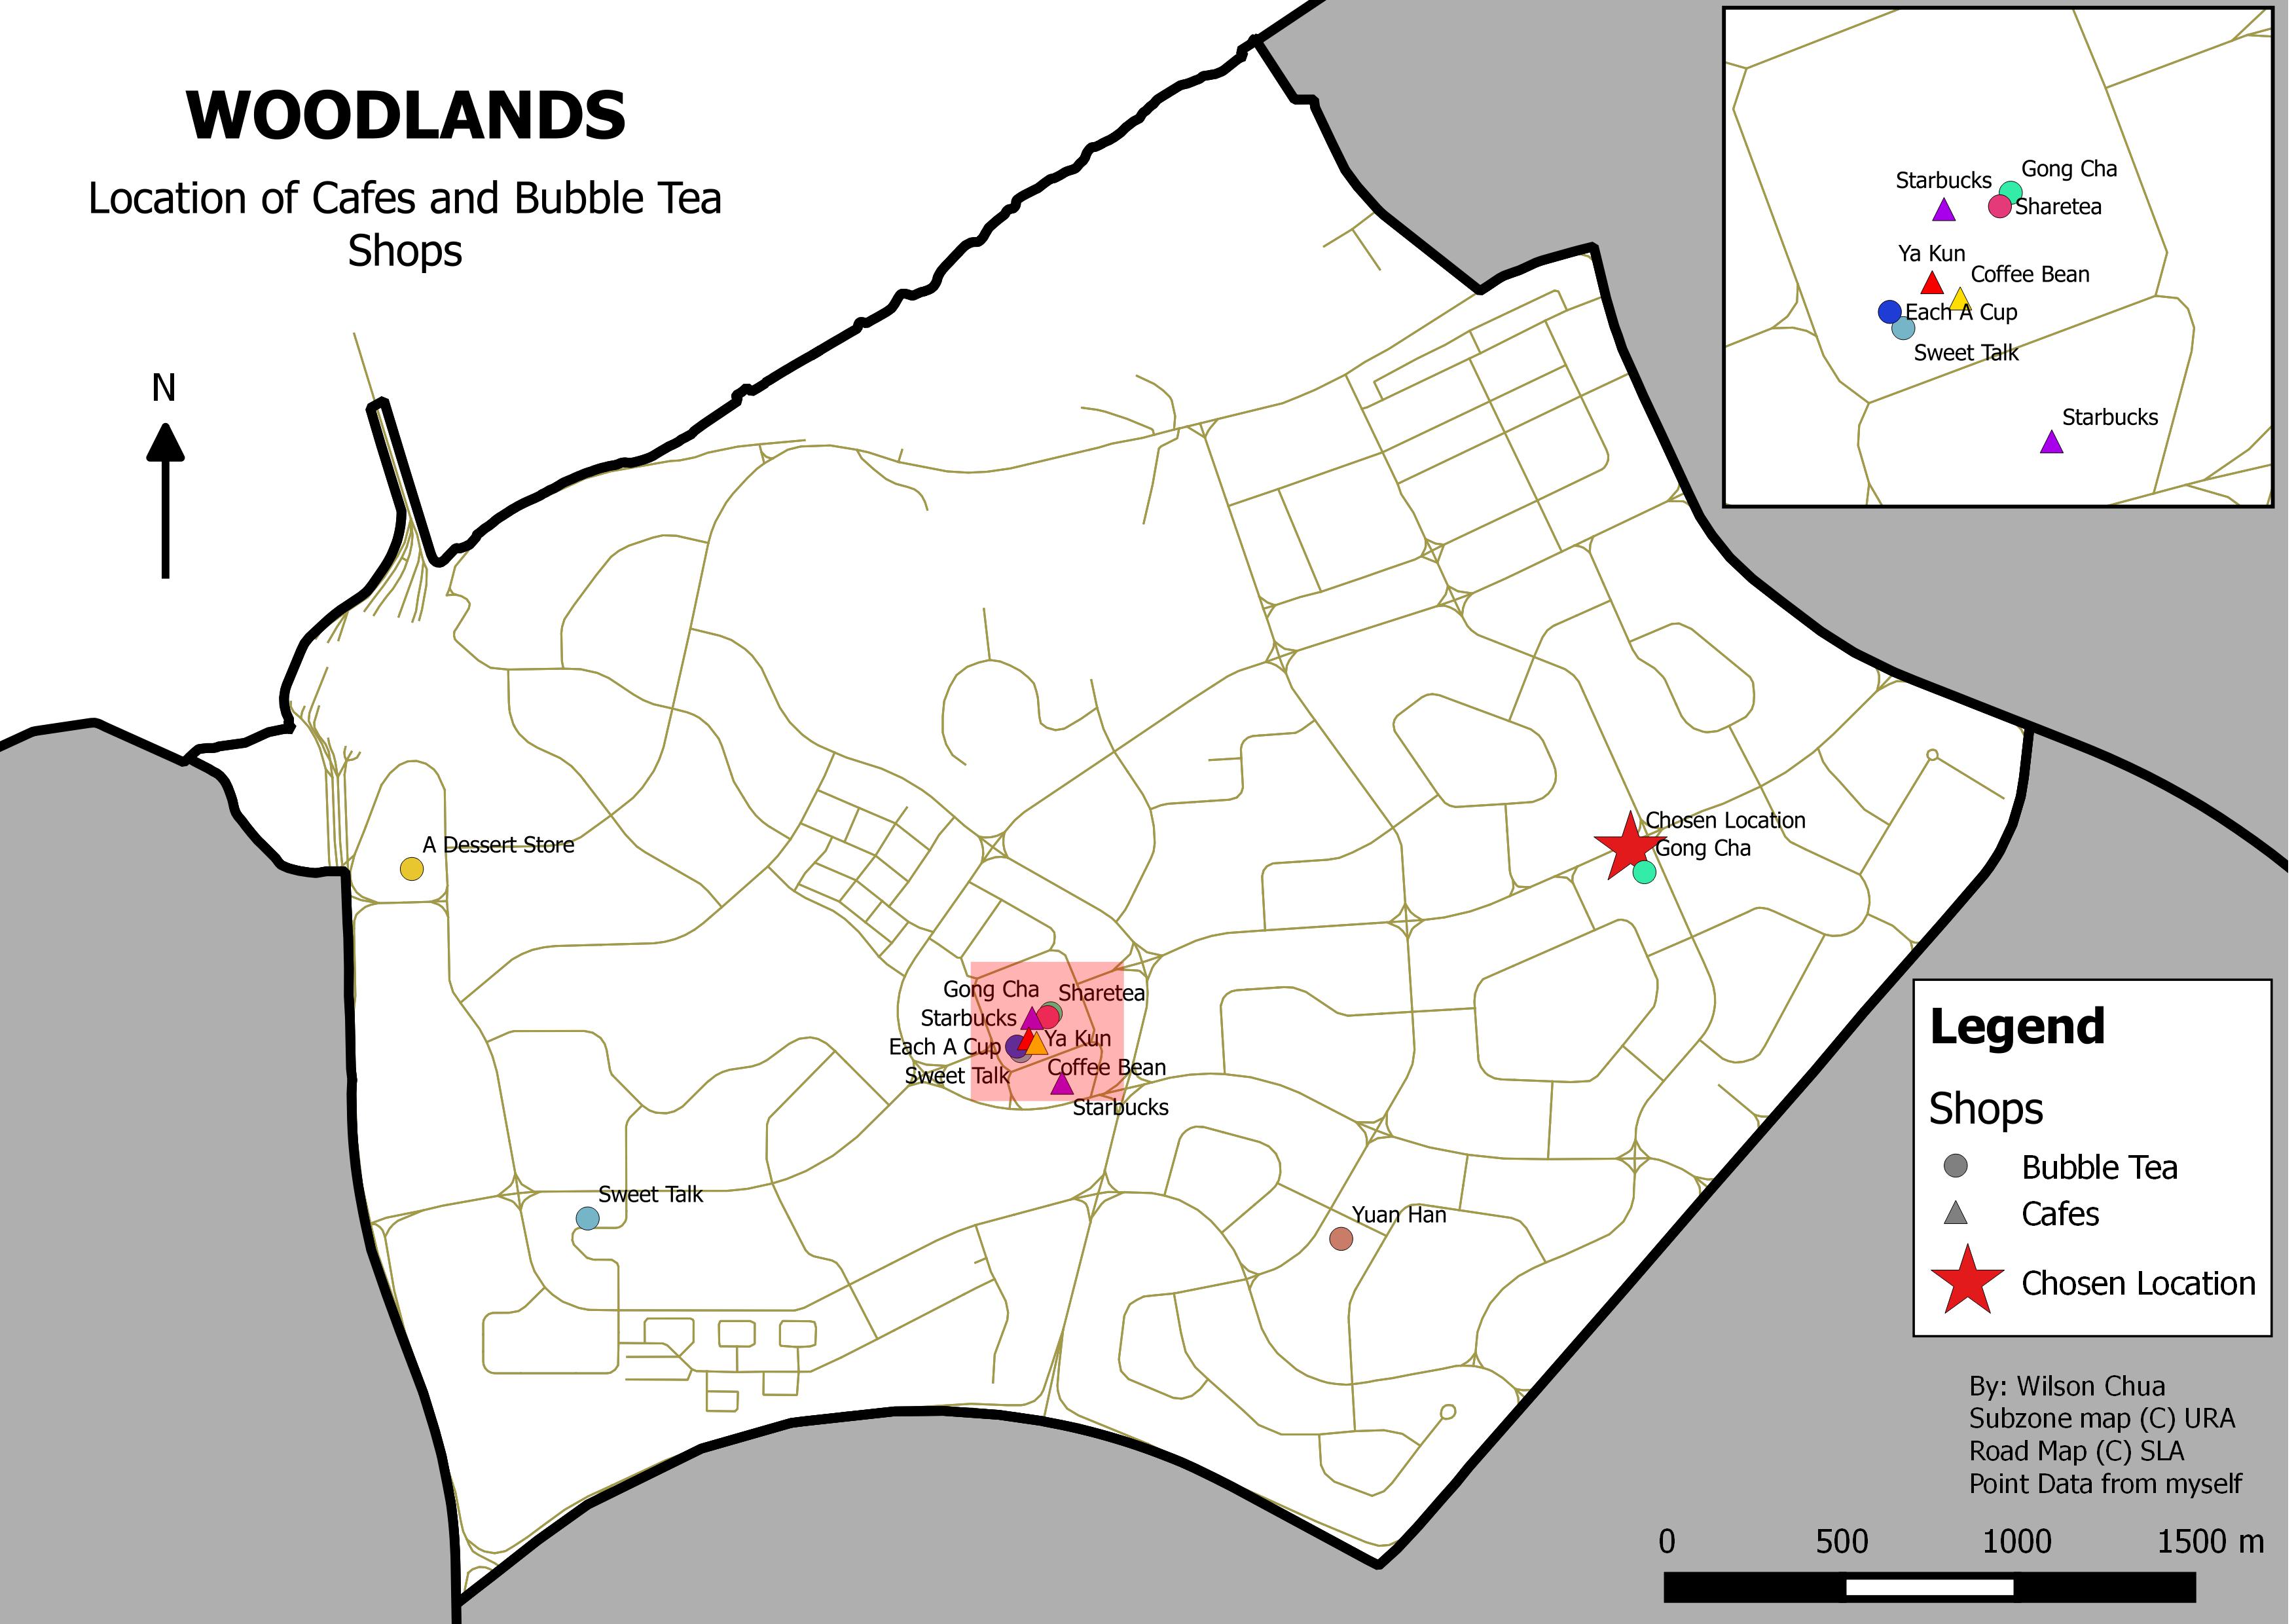 WOODLANDS
Location of Cafes and Bubble Tea
Shops
N
Gong Cha
Starbucks
Sharetea
Ya Kun
Coffee Bean
Each A Cup
Sweet Talk
Starbucks
A Dessert Store
Chosen Location
Gong Cha
Gong Cha
Sharetea
Starbucks
Ya Kun
Each A Cup
Coffee Bean
Sweet Talk
Starbucks
Sweet Talk
Yuan Han
Legend
Shops
Bubble Tea
Cafes
Chosen Location
By: Wilson Chua
Subzone map (C) URA
Road Map (C) SLA
Point Data from myself
0 500 1000 1500 m